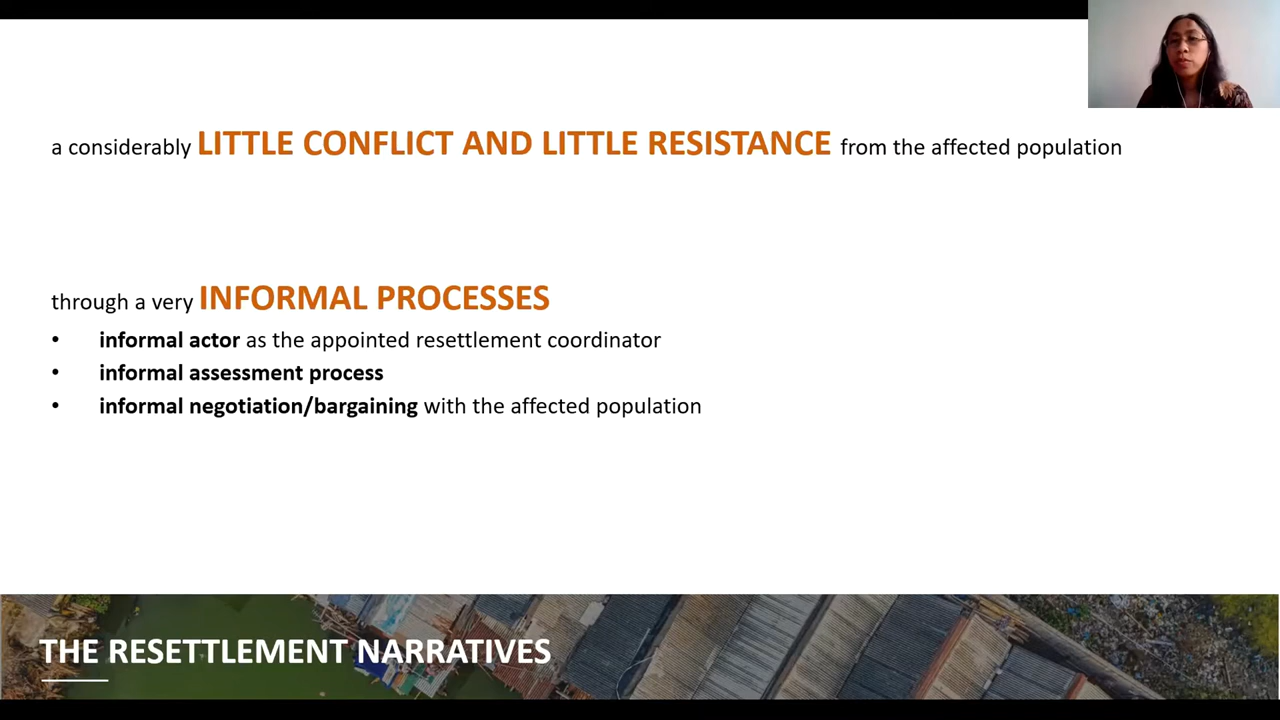 a considerably LITTLE CONFLICT AND LITTLE RESISTANCE from the affected population
through a very INFORMAL PROCESSES
• informal actor as the appointed resettlement coordinator
• informal assessment process
• informal negotiation/bargaining with the affected population
THE RESETTLEMENT NARRATIVES